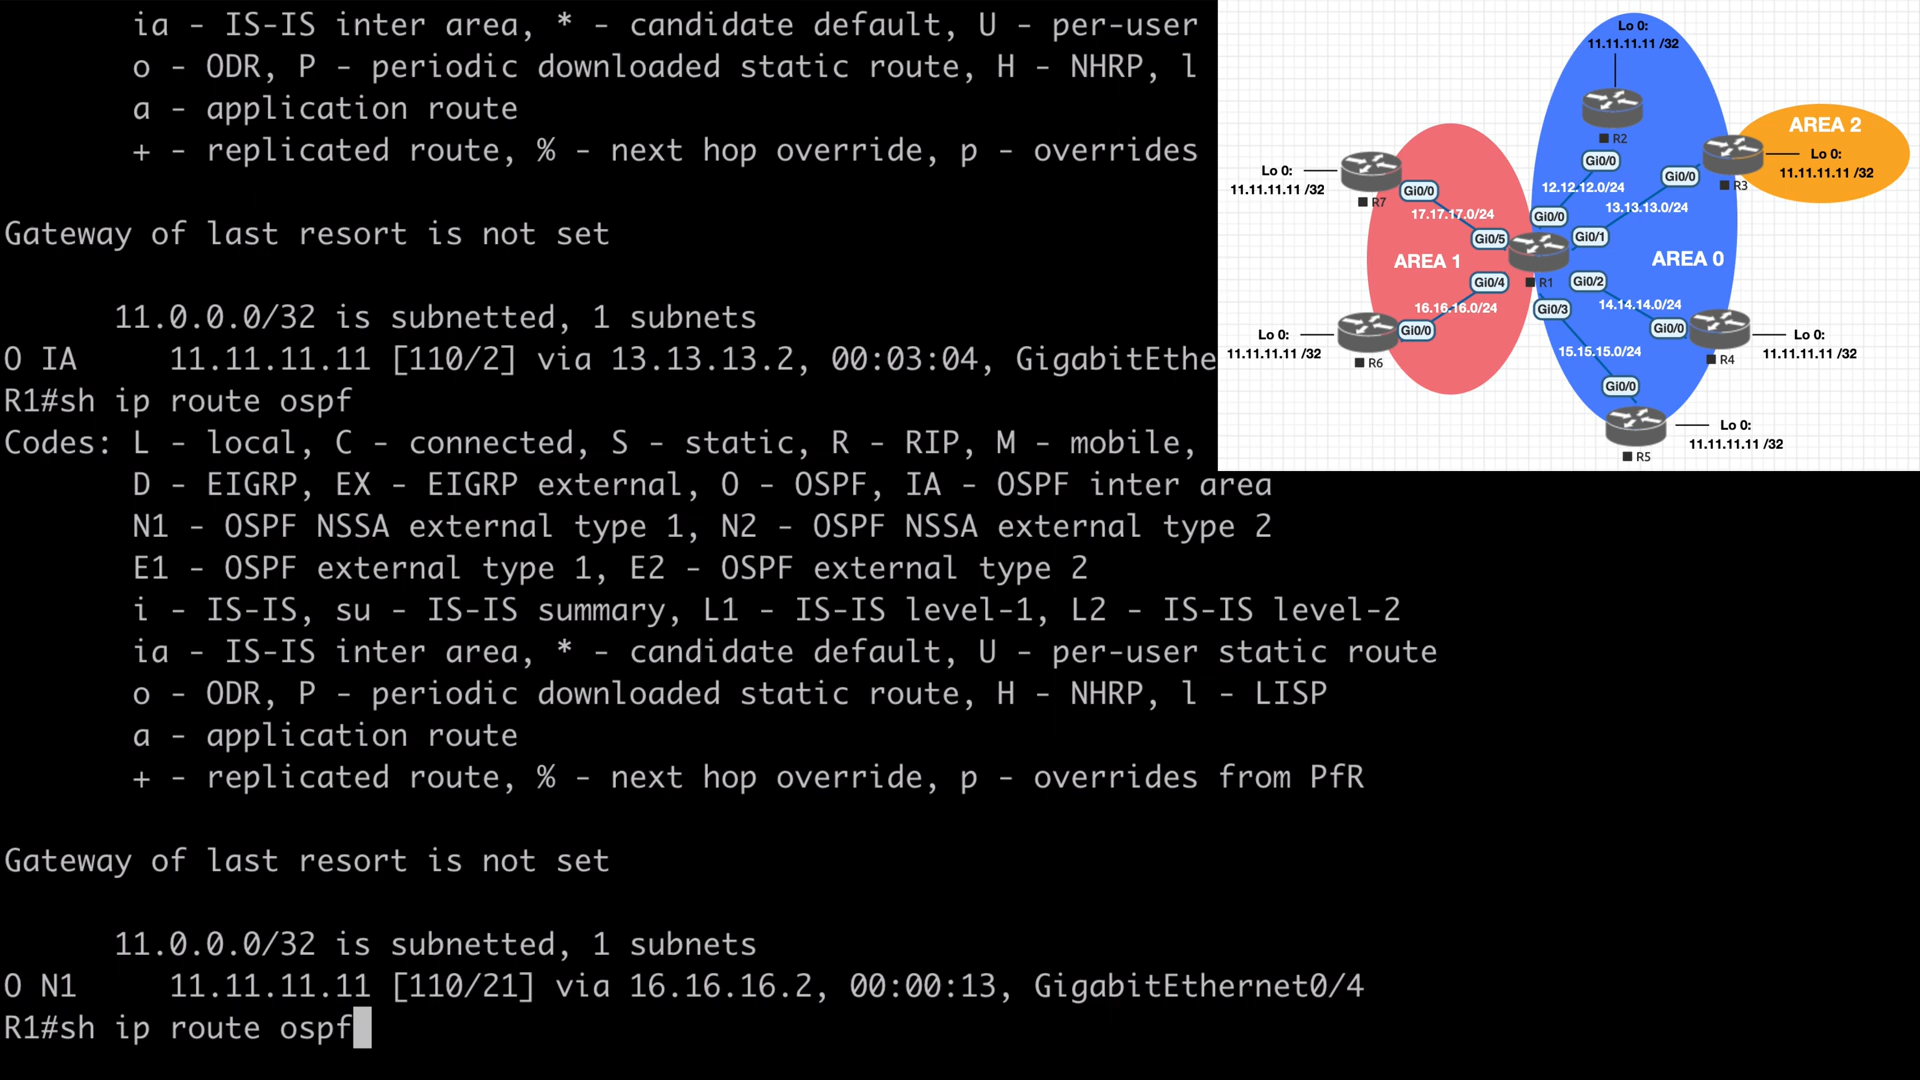 ia - IS-IS inter area, * - candidate default, U - per-user
o - ODR, P - periodic downloaded static route, H - NHRP, l
a - application route
+ - replicated route, % - next hop override, p - overrides
Gateway of last resort is not set
11.0.0.0/32 is subnetted, 1 subnets
O IA 11.11.11.11 [110/2] via 13.13.13.2, 00:03:04, GigabitEthe
R1#sh ip route ospf
Codes: L - local, C - connected, S - static, R - RIP, M - mobile,
D - EIGRP, EX - EIGRP external, O - OSPF, IA - OSPF inter area
N1 - OSPF NSSA external type 1, N2 - OSPF NSSA external type 2
E1 - OSPF external type 1, E2 - OSPF external type 2
i - IS-IS, su - IS-IS summary, L1 - IS-IS level-1, L2 - IS-IS level-2
ia - IS-IS inter area, * - candidate default, U - per-user static route
o - ODR, P - periodic downloaded static route, H - NHRP, l - LISP
a - application route
+ - replicated route, % - next hop override, p - overrides from PfR
Gateway of last resort is not set
11.0.0.0/32 is subnetted, 1 subnets
O N1 11.11.11.11 [110/21] via 16.16.16.2, 00:00:13, GigabitEthernet0/4
R1#sh ip route ospf
Lo 0:
11.11.11.11 /32
R2
Gi0/0
12.12.12.0/24
Gi0/0
AREA 2
Lo 0:
11.11.11.11 /32
R3
Gi0/0
13.13.13.0/24
Gi0/1
Lo 0:
11.11.11.11 /32
R7
Gi0/0
17.17.17.0/24
Gi0/5
AREA 1
AREA 0
R1
Gi0/4
16.16.16.0/24
Gi0/0
Lo 0:
11.11.11.11 /32
R6
Gi0/2
14.14.14.0/24
Gi0/0
Lo 0:
11.11.11.11 /32
R4
Gi0/3
15.15.15.0/24
Gi0/0
Lo 0:
11.11.11.11 /32
R5